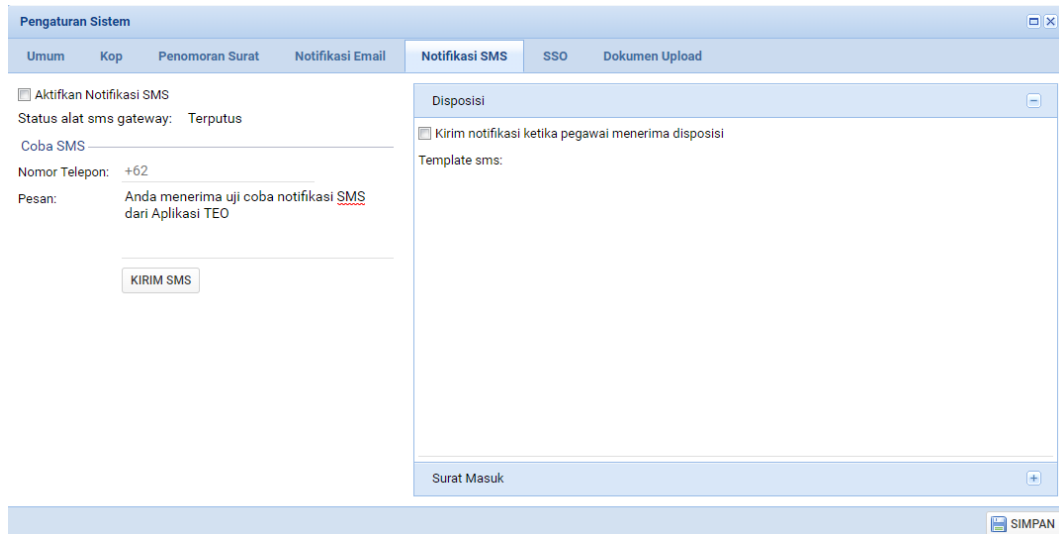 Pengaturan Sistem
Umum Kop Penomoran Surat Notifikasi Email Notifikasi SMS SSO Dokumen Upload
Aktifkan Notifikasi SMS
Status alat sms gateway: Terputus
Coba SMS
Nomor Telepon: +62
Pesan: Anda menerima uji coba notifikasi SMS
dari Aplikasi TEO
KIRIM SMS
Disposisi
Kirim notifikasi ketika pegawai menerima disposisi
Template sms:
Surat Masuk
SIMPAN